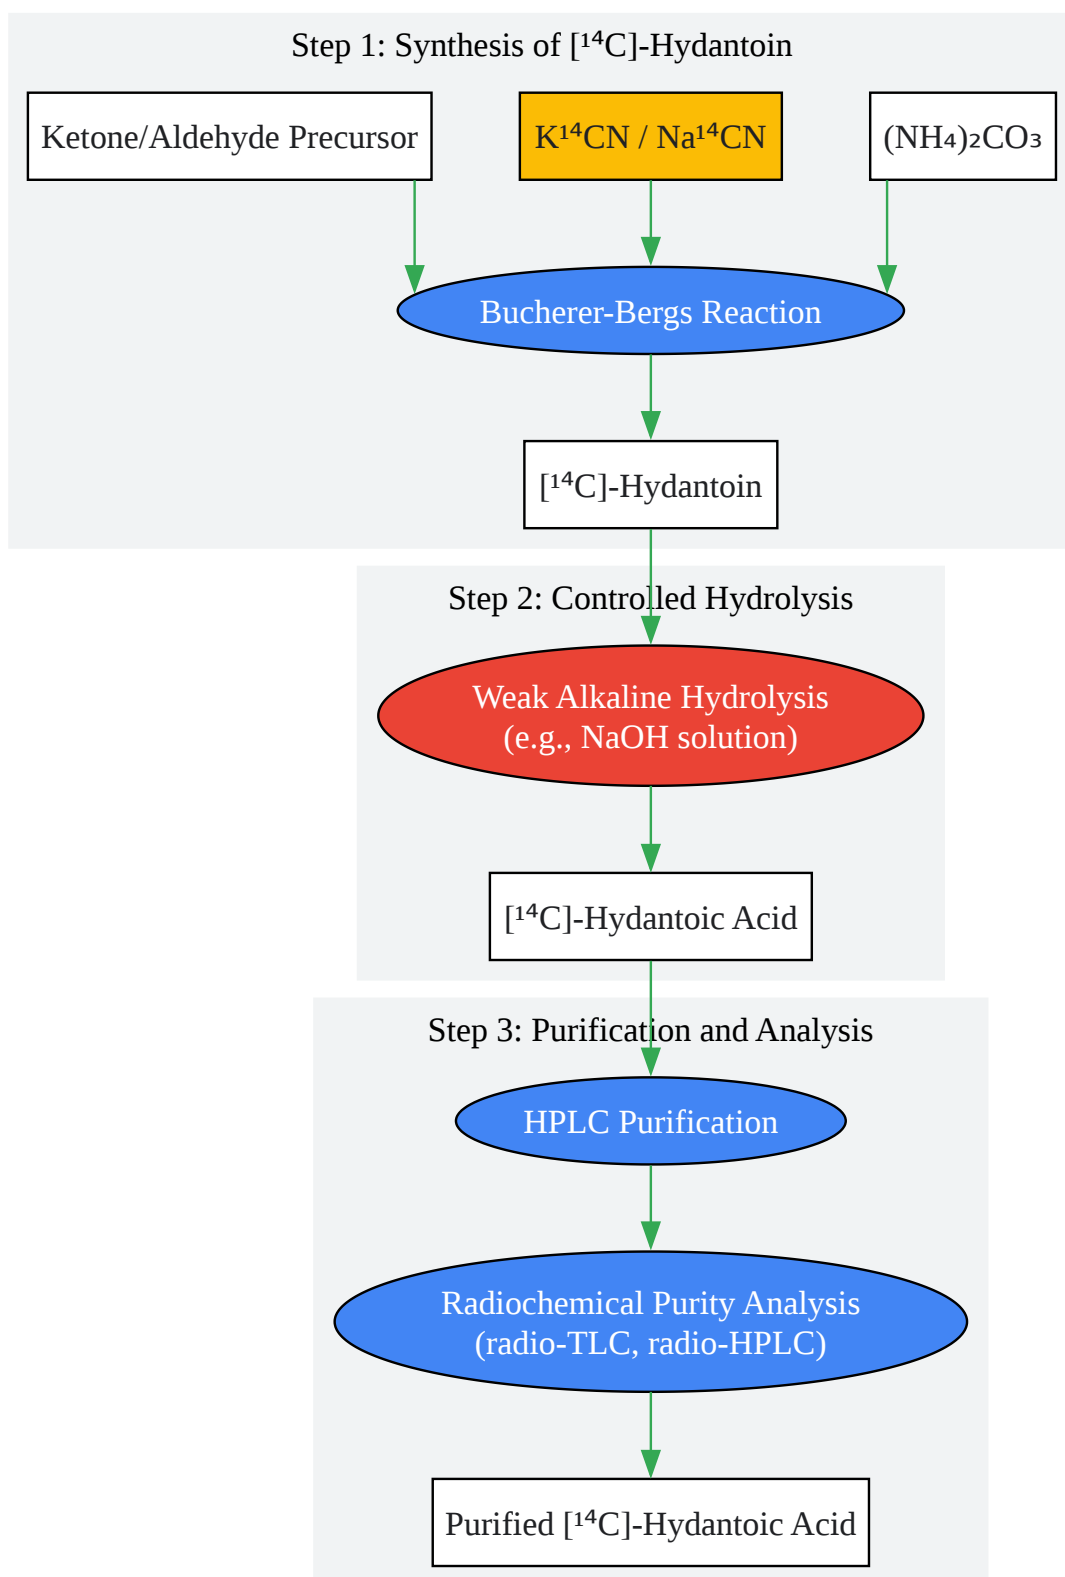 Step 1: Synthesis of [¹⁴C]-Hydantoin
Ketone/Aldehyde Precursor
K¹⁴CN / Na¹⁴CN
(NH₄)₂CO₃
Bucherer-Bergs Reaction
[¹⁴C]-Hydantoin
Step 2: Controlled Hydrolysis
Weak Alkaline Hydrolysis
(e.g., NaOH solution)
[¹⁴C]-Hydantoic Acid
Step 3: Purification and Analysis
HPLC Purification
Radiochemical Purity Analysis
(radio-TLC, radio-HPLC)
Purified [¹⁴C]-Hydantoic Acid